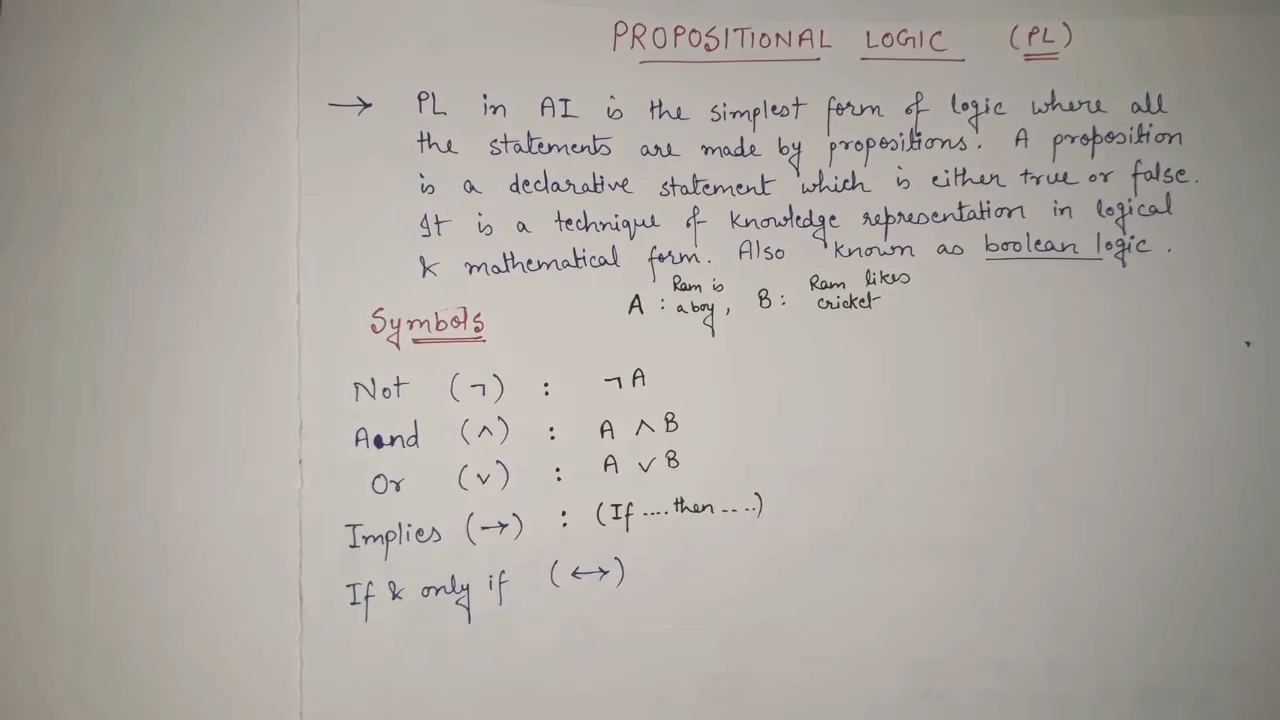 PROPOSITIONAL LOGIC (PL)
→ PL in AI is the simplest form of logic where all
the statements are made by propositions. A proposition
is a declarative statement which is either true or false.
It is a technique of knowledge representation in logical
& mathematical form. Also known as boolean logic.
A : Ram is a boy, B : Ram likes cricket
Symbols
Not (¬) : ¬A
And (∧) : A ∧ B
Or (∨) : A ∨ B
Implies (→) : (If .... then ....)
If & only if (↔)